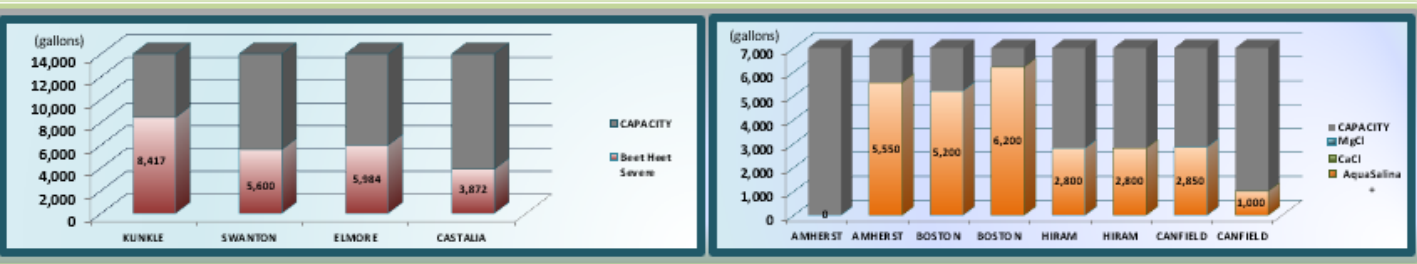 (gallons)
14,000
12,000
10,000
8,000
6,000
4,000
2,000
0
8,417
5,600
5,984
3,872
KUNKLE SWANTON ELMORE CASTALIA
CAPACITY
Beet Heet
Severe
(gallons)
7,000
6,000
5,000
4,000
3,000
2,000
1,000
0
0
5,550
5,200
6,200
2,800
2,800
2,850
1,000
AMHERST AMHERST BOSTON BOSTON HIRAM HIRAM CANFIELD CANFIELD
CAPACITY
MgCl
CaCl
AquaSalina
+